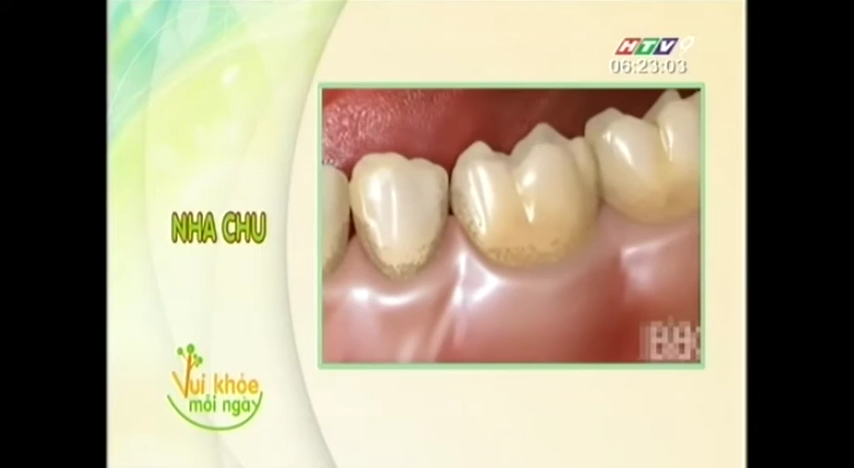 HTV9
06:23:03
NHA CHU
Vui khỏe
mỗi ngày